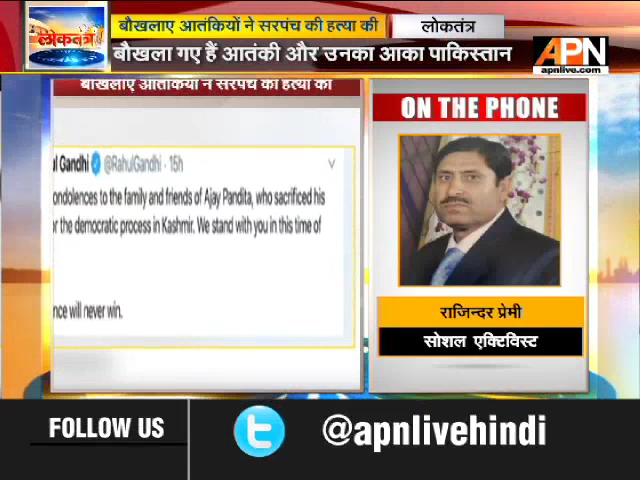 लोकतंत्र
बौखलाए आतंकियों ने सरपंच की हत्या की
लोकतंत्र
बौखला गए हैं आतंकी और उनका आका पाकिस्तान
APN
apnlive.com
बौखलाए आतंकियों ने सरपंच की हत्या की
ul Gandhi @RahulGandhi · 15h
ondolences to the family and friends of Ajay Pandita, who sacrificed his
or the democratic process in Kashmir. We stand with you in this time of
nce will never win.
ON THE PHONE
राजिन्दर प्रेमी
सोशल एक्टिविस्ट
FOLLOW US
@apnlivehindi